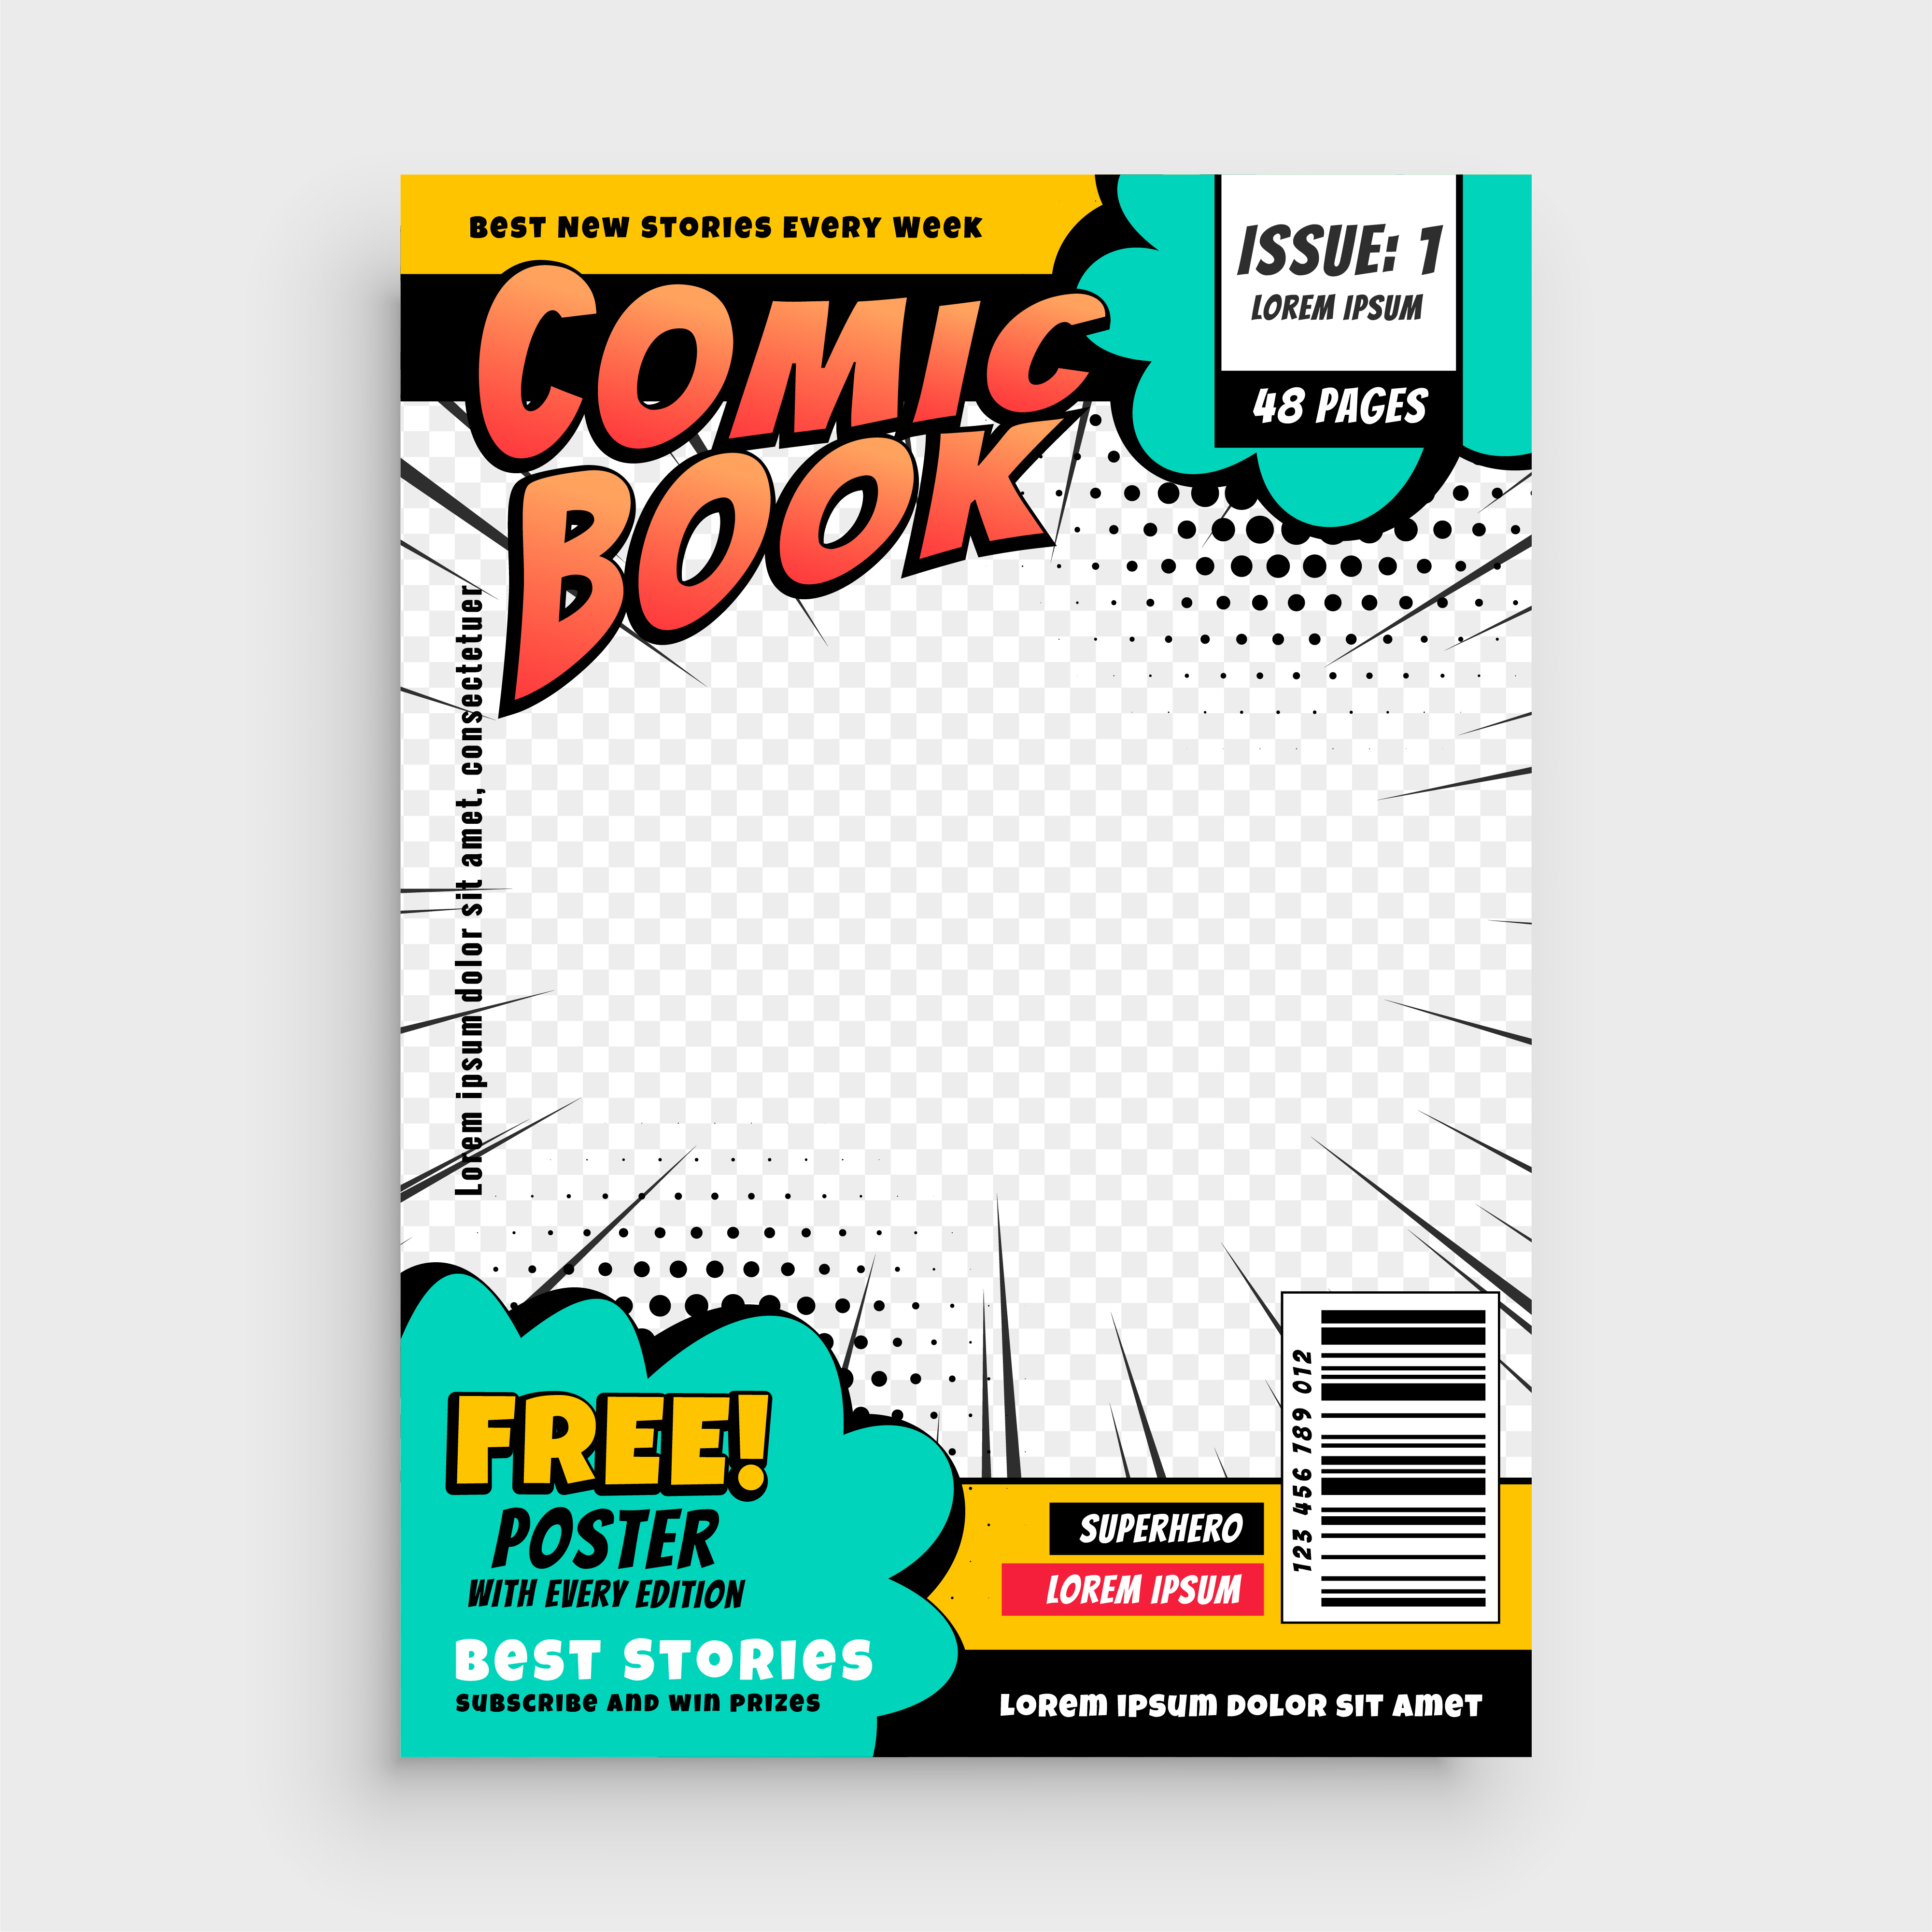 Best New Stories Every Week
ISSUE: 1
LOREM IPSUM
48 PAGES
COMIC
BOOK
Lorem ipsum dolor sit amet, consectetuer
FREE!
POSTER
WITH EVERY EDITION
Best Stories
Subscribe and win prizes
SUPERHERO
LOREM IPSUM
123 456 789 012
Lorem ipsum dolor sit amet